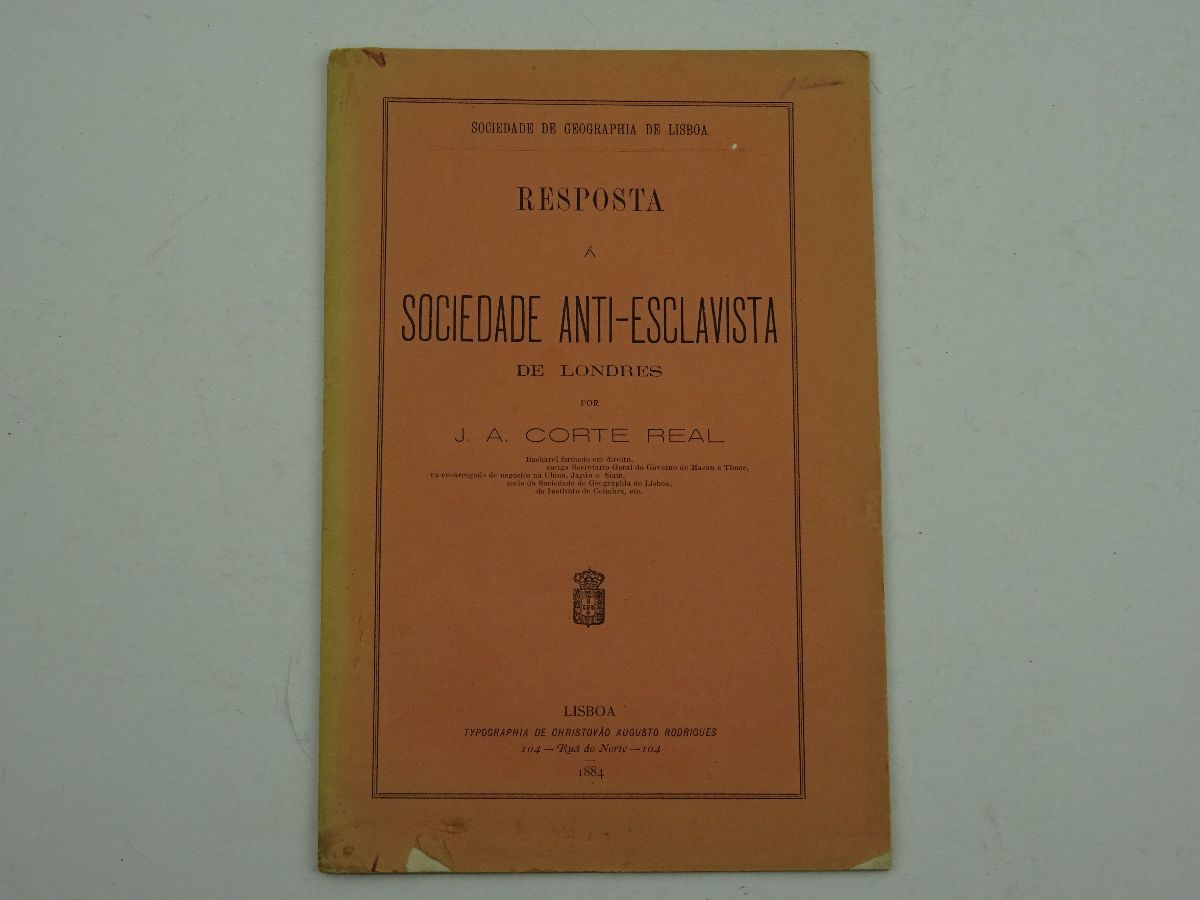 SOCIEDADE DE GEOGRAPHIA DE LISBOA
RESPOSTA
Á
SOCIEDADE ANTI-ESCLAVISTA
DE LONDRES
POR
J. A. CORTE REAL
Bacharel formado em direito,
antigo Secretario Geral do Governo de Macau e Timor,
ex-encarregado de negocios na China, Japão e Siam,
socio da Sociedade de Geographia de Lisboa,
do Instituto de Coimbra, etc.
LISBOA
TYPOGRAPHIA DE CHRISTOVÃO AUGUSTO RODRIGUES
104 — Rua do Norte — 104
1884